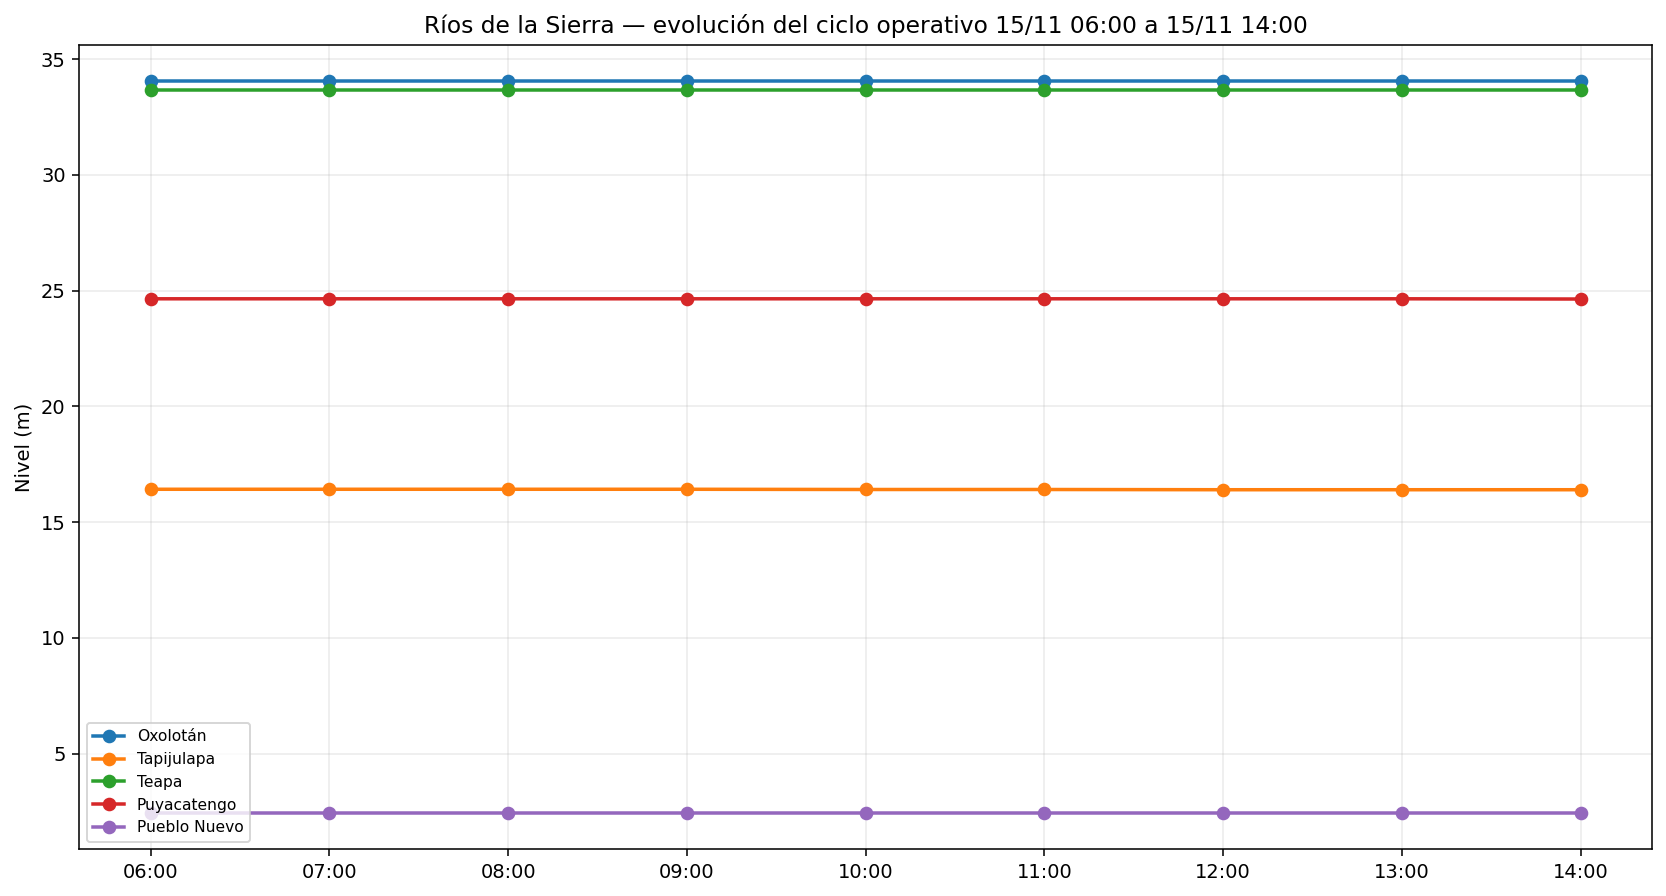 Ríos de la Sierra — evolución del ciclo operativo 15/11 06:00 a 15/11 14:00
Nivel (m)
35
30
25
20
15
10
5
Oxolotán
Tapijulapa
Teapa
Puyacatengo
Pueblo Nuevo
06:00 07:00 08:00 09:00 10:00 11:00 12:00 13:00 14:00